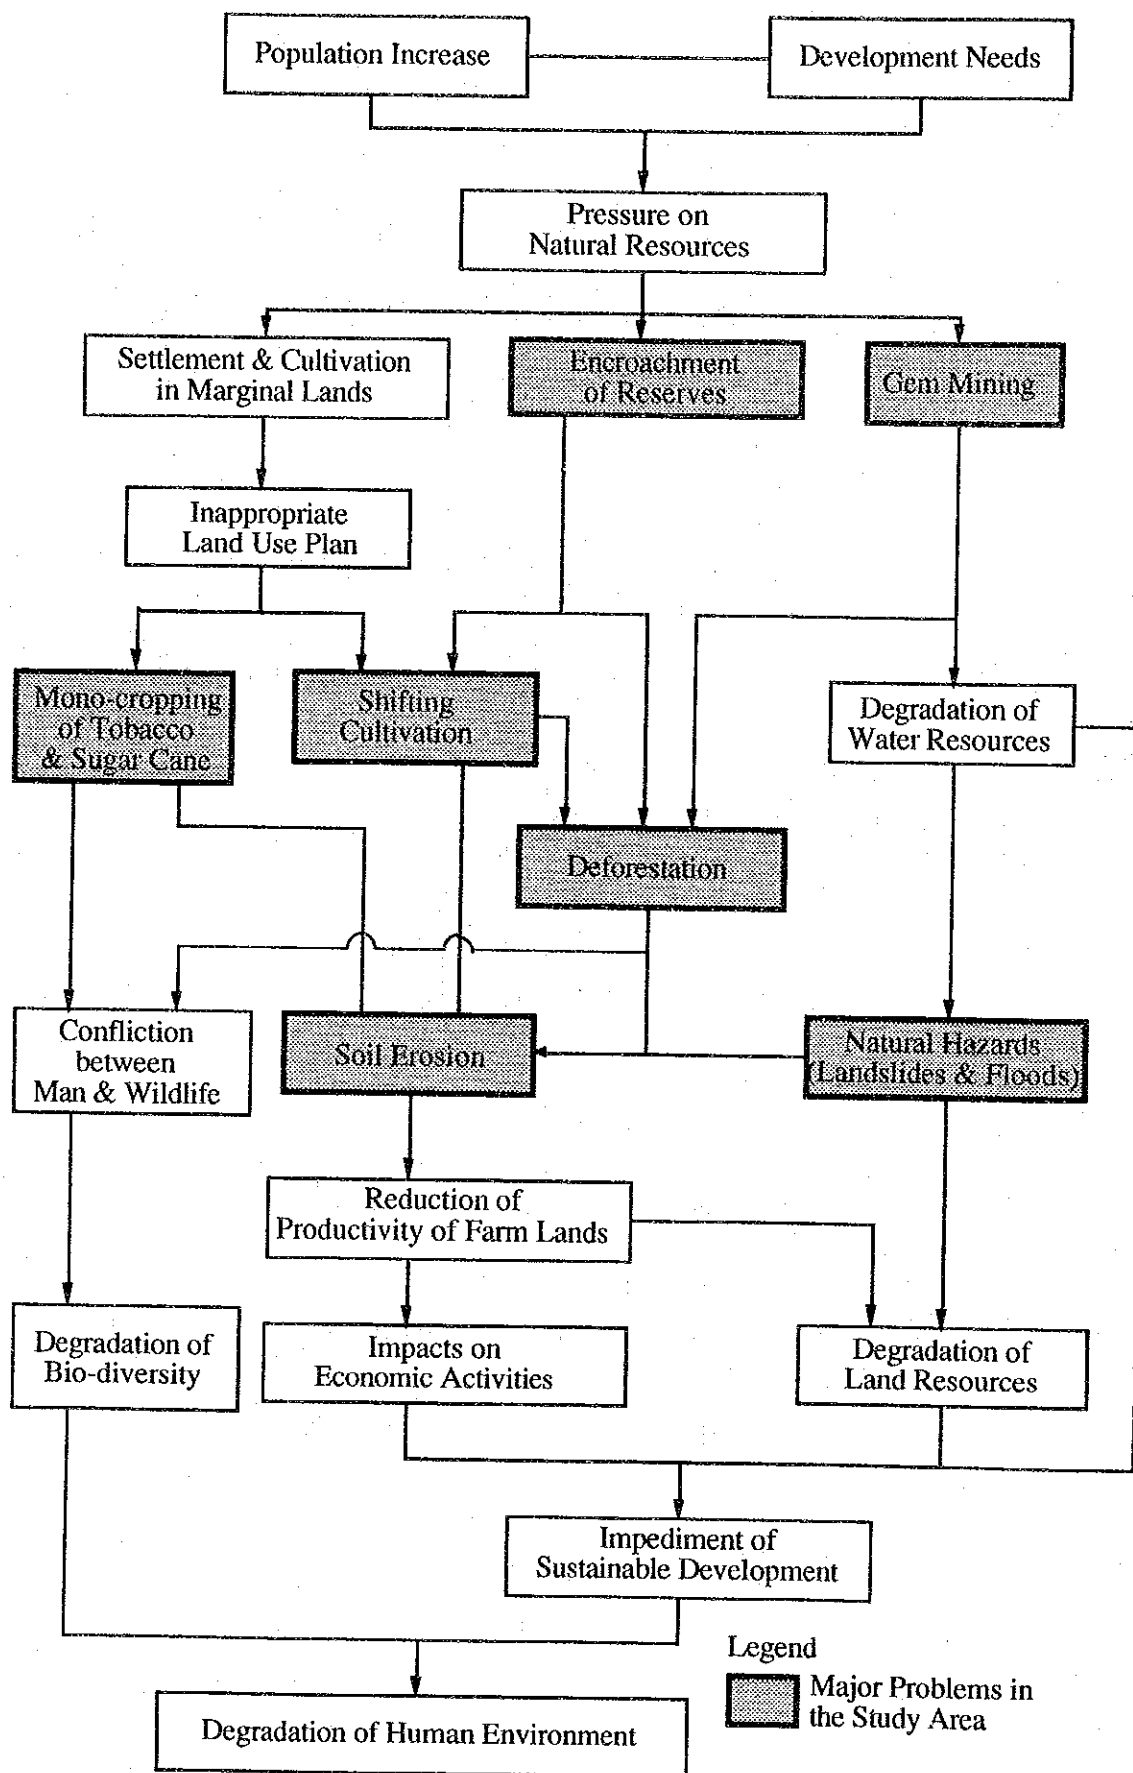 Population Increase
Development Needs
Pressure on
Natural Resources
Settlement & Cultivation
in Marginal Lands
Encroachment
of Reserves
Gem Mining
Inappropriate
Land Use Plan
Mono-cropping
of Tobacco
& Sugar Cane
Shifting
Cultivation
Degradation of
Water Resources
Deforestation
Confliction
between
Man & Wildlife
Soil Erosion
Natural Hazards
(Landslides & Floods)
Reduction of
Productivity of Farm Lands
Degradation of
Bio-diversity
Impacts on
Economic Activities
Degradation of
Land Resources
Impediment of
Sustainable Development
Legend
Major Problems in
the Study Area
Degradation of Human Environment